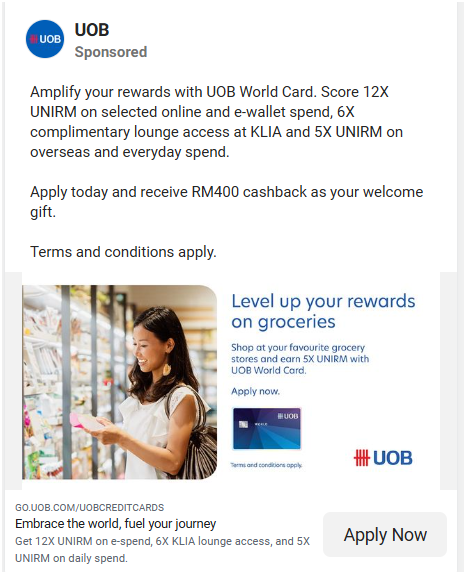 UOB
UOB
Sponsored
Amplify your rewards with UOB World Card. Score 12X
UNIRM on selected online and e-wallet spend, 6X
complimentary lounge access at KLIA and 5X UNIRM on
overseas and everyday spend.
Apply today and receive RM400 cashback as your welcome
gift.
Terms and conditions apply.
Level up your rewards
on groceries
Shop at your favourite grocery
stores and earn 5X UNIRM with
UOB World Card.
Apply now.
UOB
WORLD
Terms and conditions apply.
UOB
GO.UOB.COM/UOBCREDITCARDS
Embrace the world, fuel your journey
Get 12X UNIRM on e-spend, 6X KLIA lounge access, and 5X
UNIRM on daily spend.
Apply Now